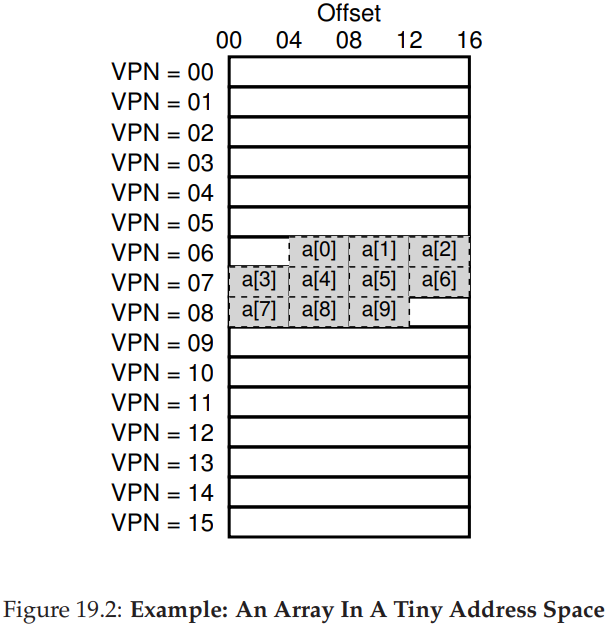 Offset
00 04 08 12 16
VPN = 00
VPN = 01
VPN = 02
VPN = 03
VPN = 04
VPN = 05
VPN = 06 a[0] a[1] a[2]
VPN = 07 a[3] a[4] a[5] a[6]
VPN = 08 a[7] a[8] a[9]
VPN = 09
VPN = 10
VPN = 11
VPN = 12
VPN = 13
VPN = 14
VPN = 15
Figure 19.2: Example: An Array In A Tiny Address Space